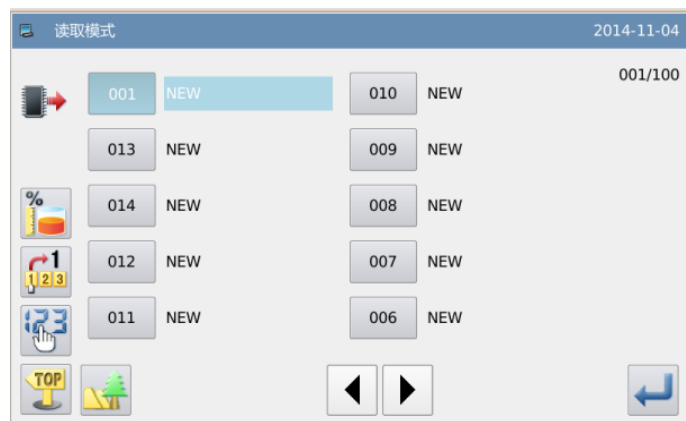 读取模式 2014-11-04
001/100
001 NEW 010 NEW
013 NEW 009 NEW
%
014 NEW 008 NEW
1
123
012 NEW 007 NEW
123
011 NEW 006 NEW
TOP